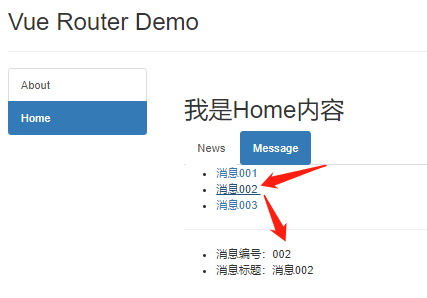 Vue Router Demo
About
Home
我是Home内容
News Message
消息001
消息002
消息003
消息编号：002
消息标题：消息002